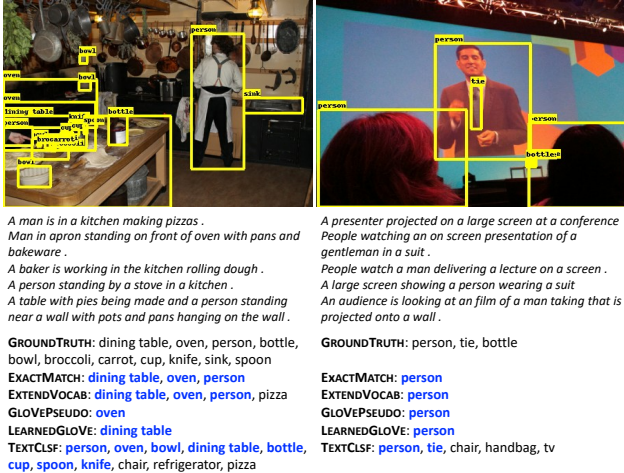 person
bowl
oven
bowl
sink
oven
dining table
bottle
person
knife
cup
cup
spo
carrot
bowl
person
tie
person
person
bottle
A man is in a kitchen making pizzas .
Man in apron standing on front of oven with pans and
bakeware .
A baker is working in the kitchen rolling dough .
A person standing by a stove in a kitchen .
A table with pies being made and a person standing
near a wall with pots and pans hanging on the wall .
GROUNDTRUTH: dining table, oven, person, bottle,
bowl, broccoli, carrot, cup, knife, sink, spoon
EXACTMATCH: dining table, oven, person
EXTENDVOCAB: dining table, oven, person, pizza
GLOVEPSEUDO: oven
LEARNEDGLOVE: dining table
TEXTCLSF: person, oven, bowl, dining table, bottle,
cup, spoon, knife, chair, refrigerator, pizza
A presenter projected on a large screen at a conference
People watching an on screen presentation of a
gentleman in a suit .
People watch a man delivering a lecture on a screen .
A large screen showing a person wearing a suit
An audience is looking at an film of a man taking that is
projected onto a wall .
GROUNDTRUTH: person, tie, bottle
EXACTMATCH: person
EXTENDVOCAB: person
GLOVEPSEUDO: person
LEARNEDGLOVE: person
TEXTCLSF: person, tie, chair, handbag, tv